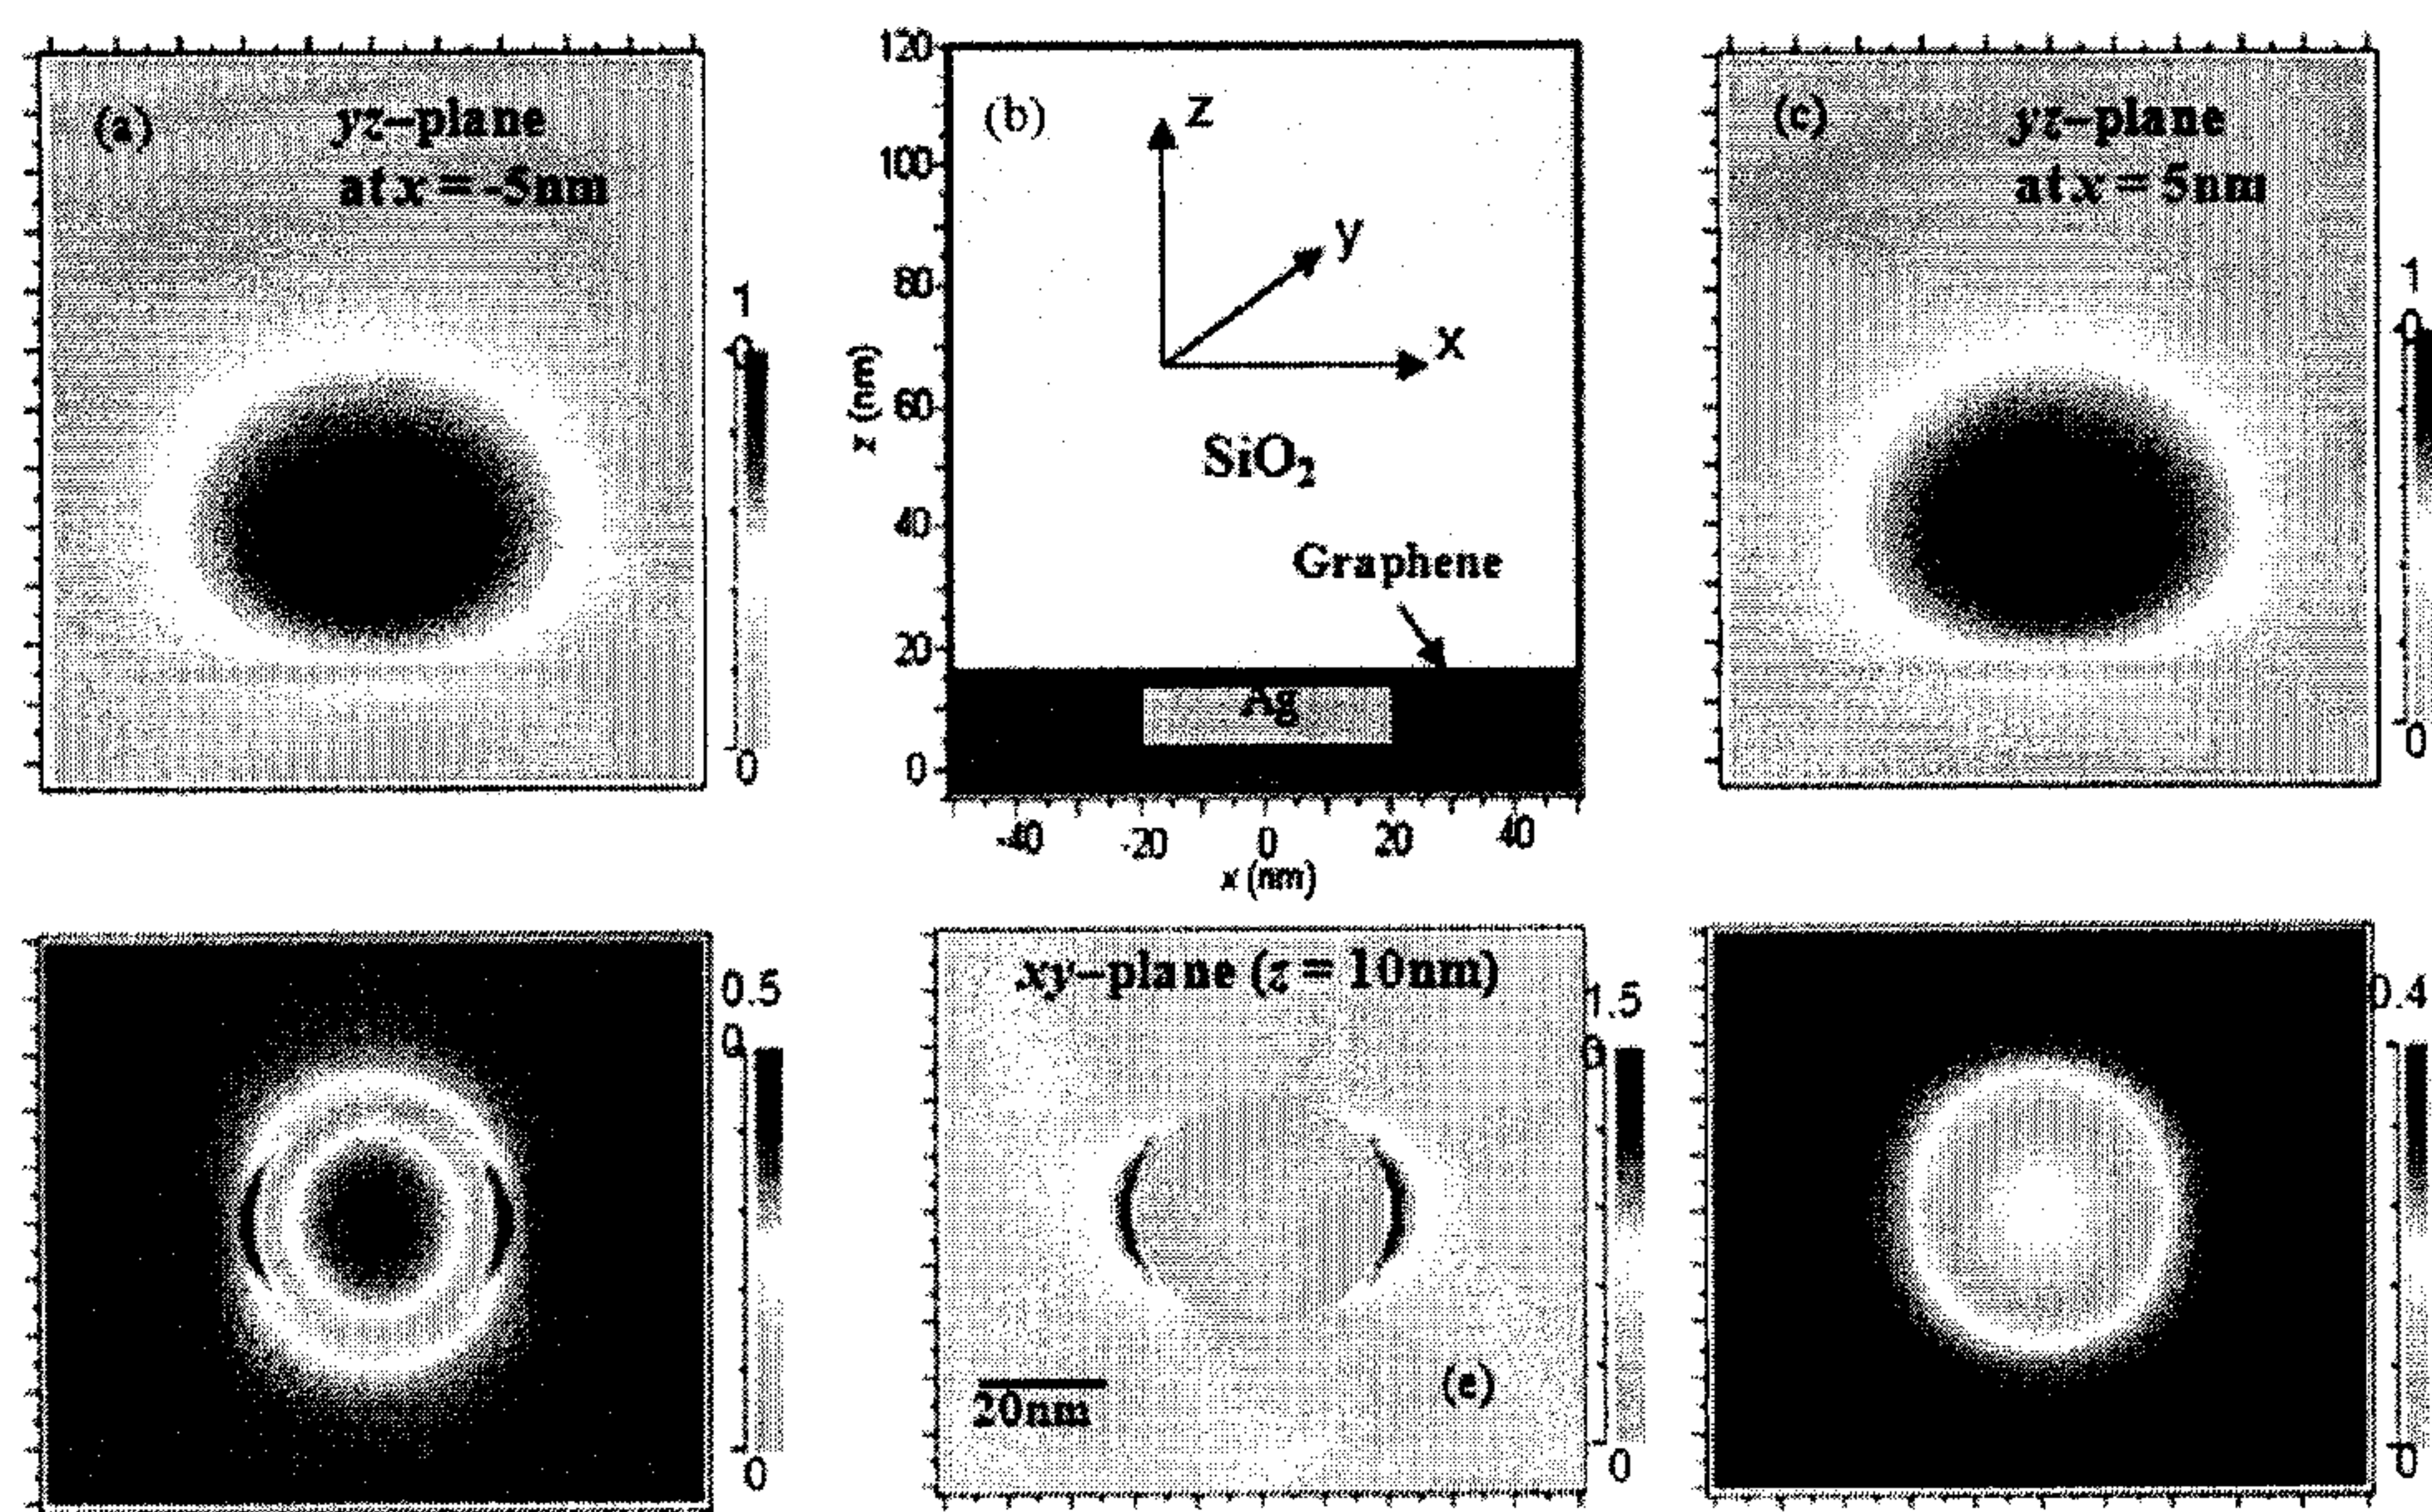 (a) yz-plane
at x = -5nm
1
0
0
120
100
80
60
40
20
0
z (nm)
(b)
z
y
x
SiO2
Graphene
Ag
-40 -20 0 20 40
x (nm)
(c) yz-plane
at x = 5nm
1
0
0
0.5
0
0
xy-plane (z = 10nm)
20nm
(e)
1.5
0
0
0.4
0